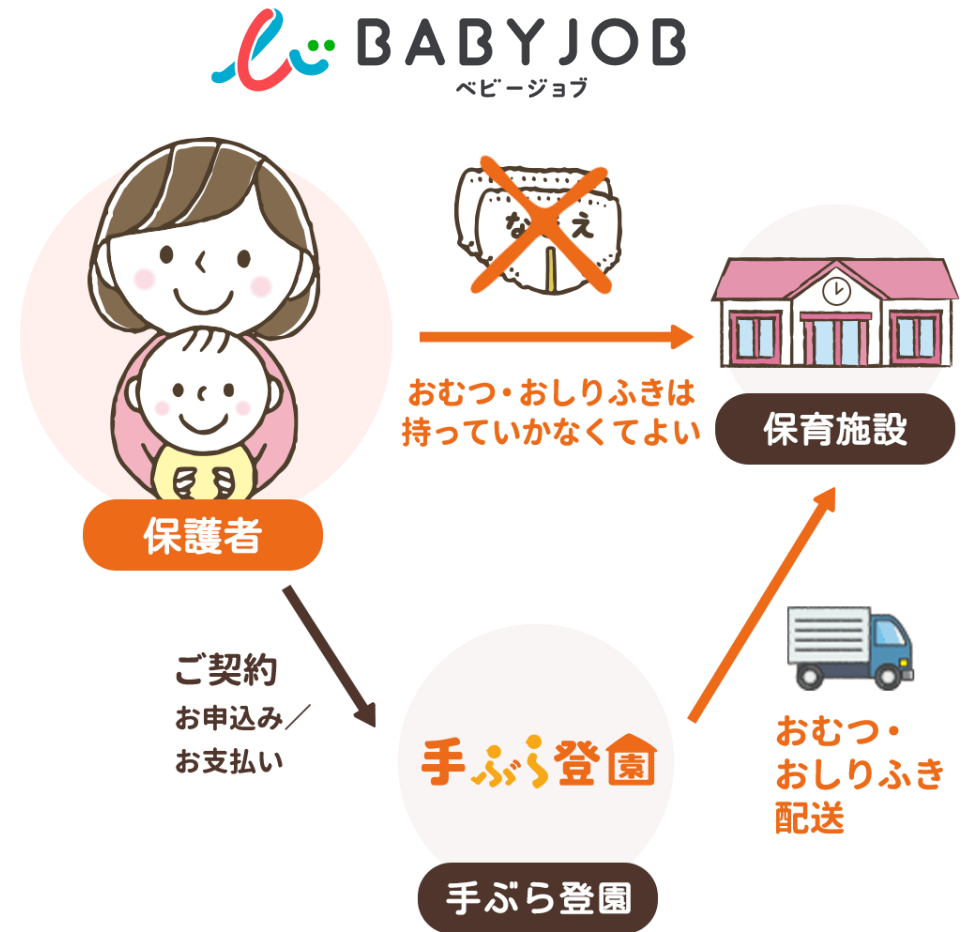 BABYJOB
ベビージョブ
な え
おむつ・おしりふきは
持っていかなくてよい
保育施設
保護者
ご契約
お申込み／
お支払い
手ぶら登園
おむつ・
おしりふき
配送
手ぶら登園